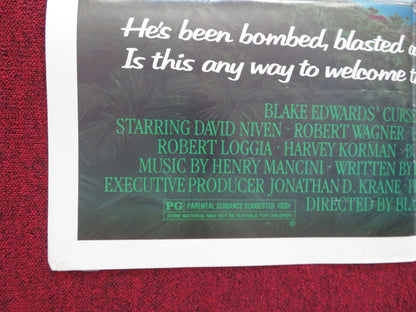 He's been bombed, blasted
Is this any way to welcome
BLAKE EDWARDS' CURSE
STARRING DAVID NIVEN · ROBERT WAGNER ·
ROBERT LOGGIA · HARVEY KORMAN ·
MUSIC BY HENRY MANCINI · WRITTEN BY
EXECUTIVE PRODUCER JONATHAN D. KRANE ·
DIRECTED BY
PG PARENTAL GUIDANCE SUGGESTED
SOME MATERIAL MAY NOT BE SUITABLE FOR CHILDREN